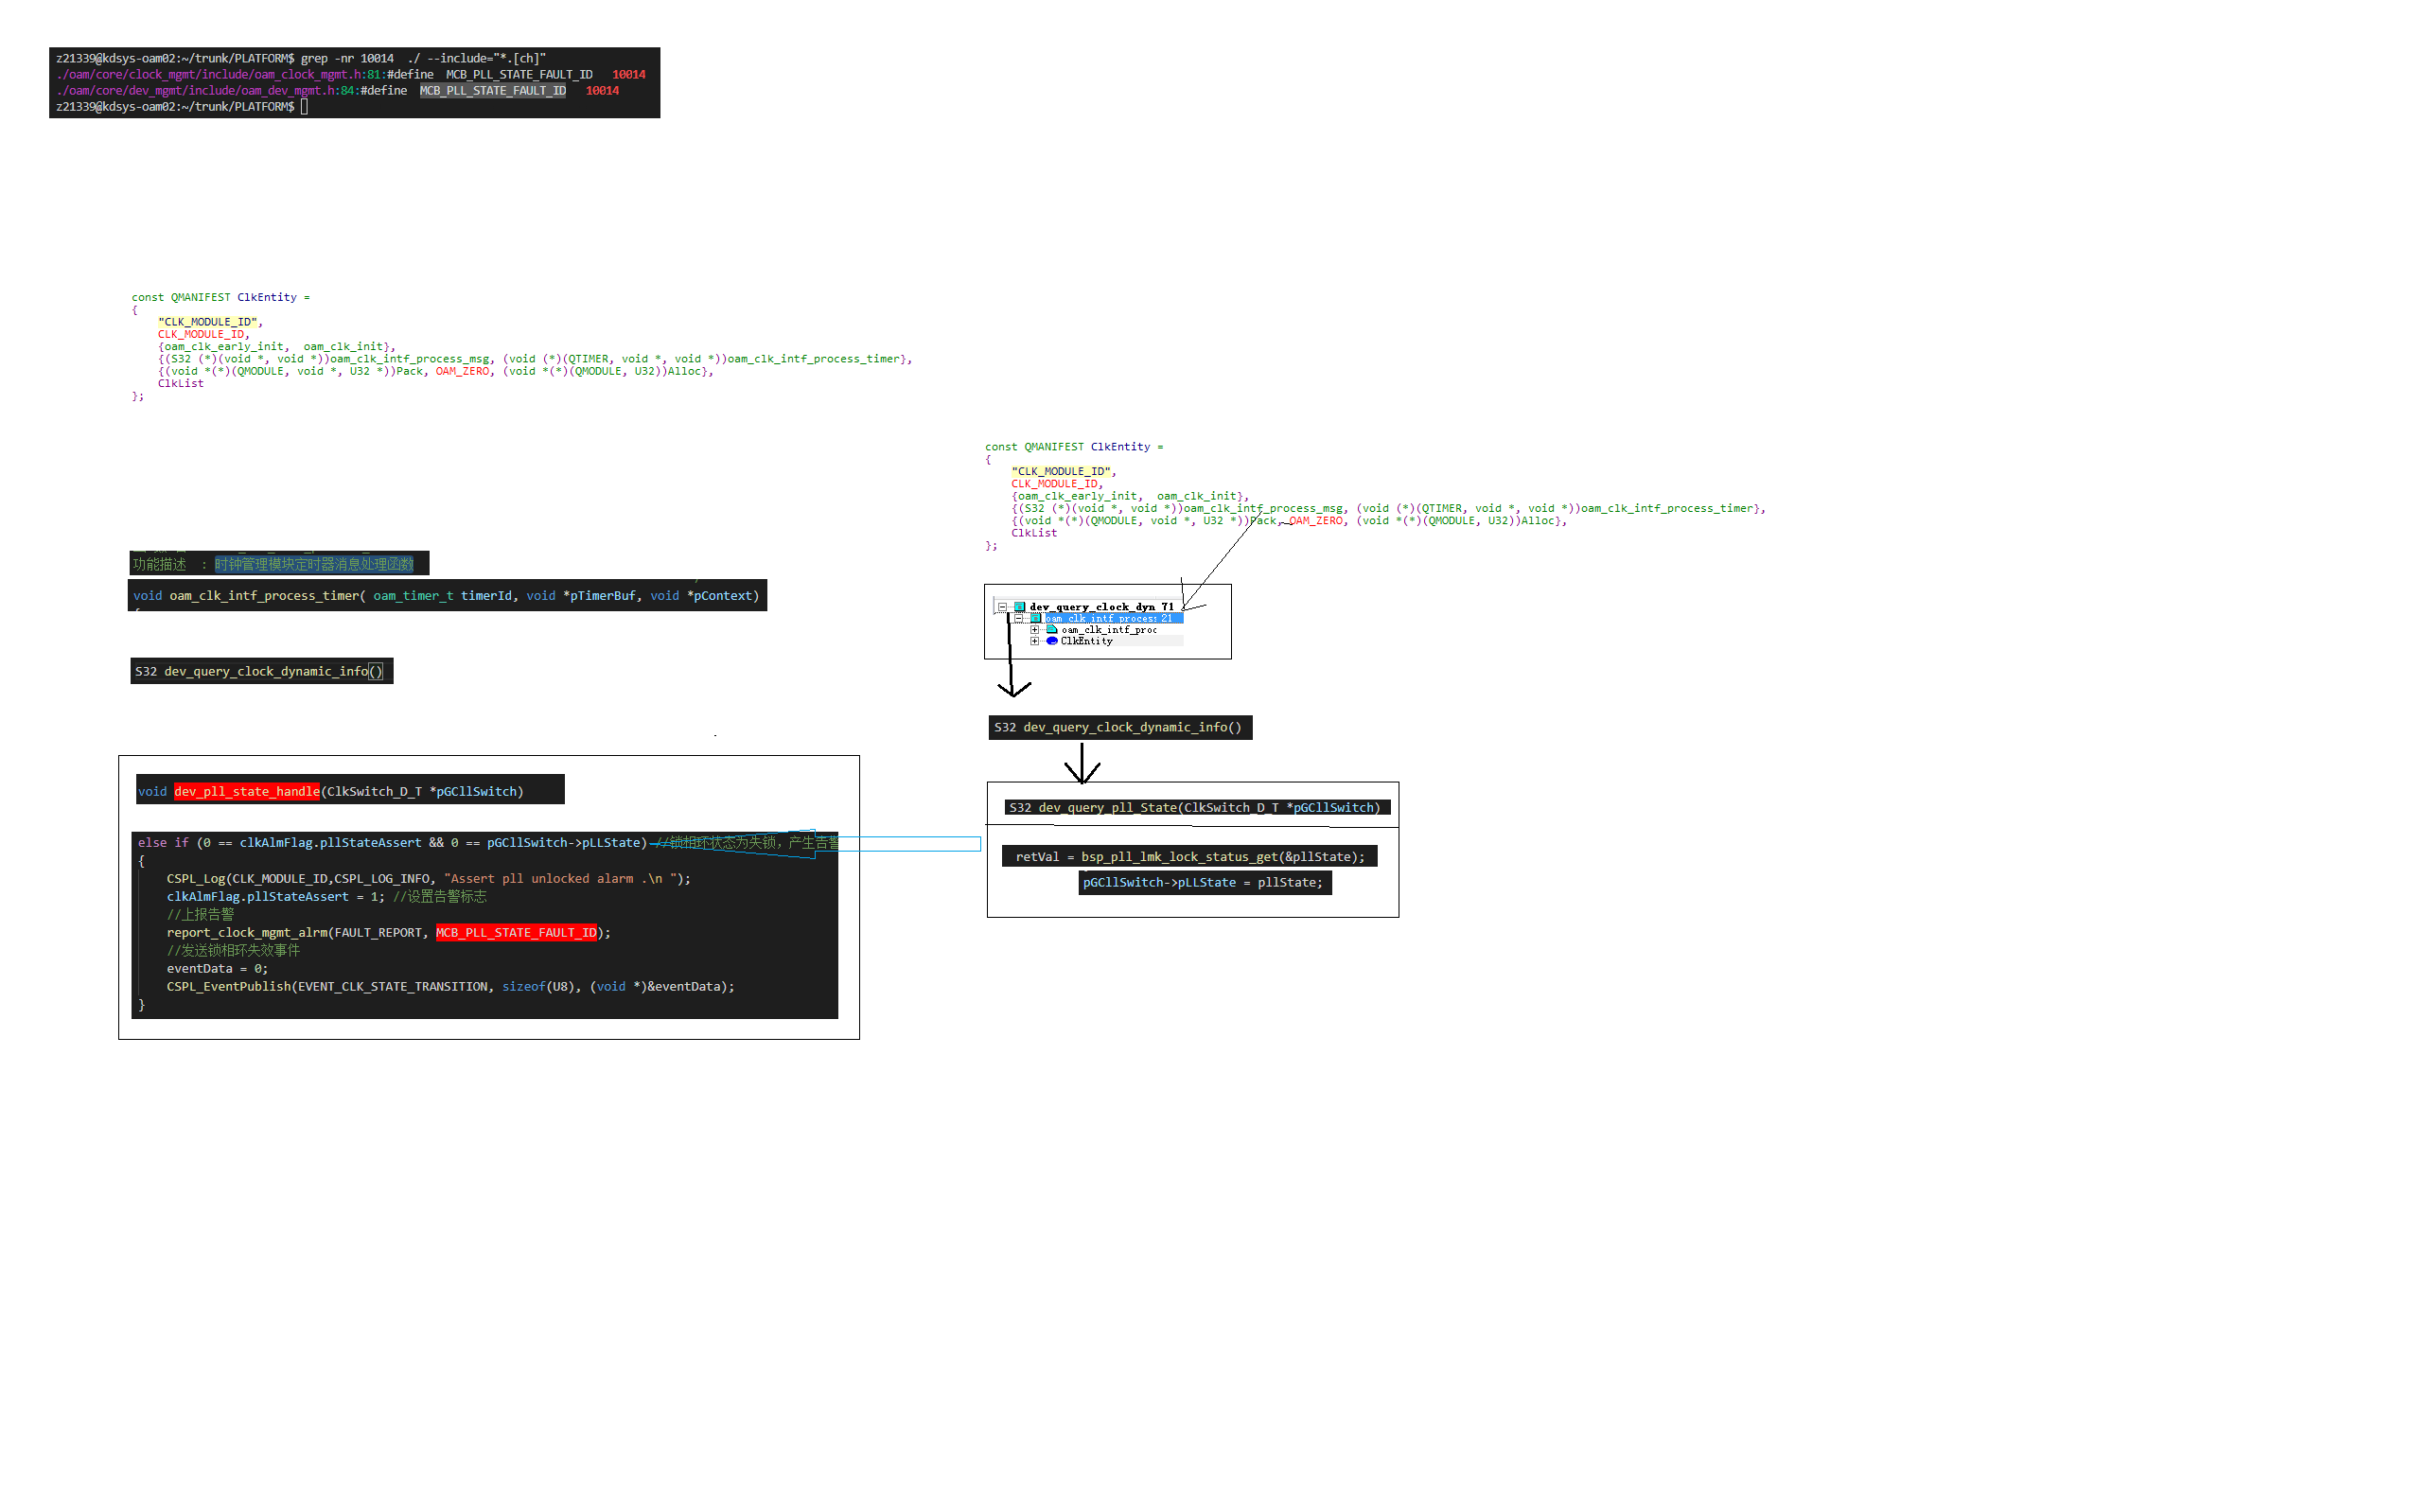 z21339@kdsys-oam02:~/trunk/PLATFORM$ grep -nr 10014  ./ --include="*.[ch]"
./oam/core/clock_mgmt/include/oam_clock_mgmt.h:81:#define  MCB_PLL_STATE_FAULT_ID   10014
./oam/core/dev_mgmt/include/oam_dev_mgmt.h:84:#define  MCB_PLL_STATE_FAULT_ID   10014
z21339@kdsys-oam02:~/trunk/PLATFORM$
const QMANIFEST ClkEntity =
{
    "CLK_MODULE_ID",
    CLK_MODULE_ID,
    {oam_clk_early_init,  oam_clk_init},
    {(S32 (*)(void *, void *))oam_clk_intf_process_msg, (void (*)(QTIMER, void *, void *))oam_clk_intf_process_timer},
    {(void *(*)(QMODULE, void *, U32 *))Pack, OAM_ZERO, (void *(*)(QMODULE, U32))Alloc},
    ClkList
};
功能描述  : 时钟管理模块定时器消息处理函数
void oam_clk_intf_process_timer( oam_timer_t timerId, void *pTimerBuf, void *pContext)
S32 dev_query_clock_dynamic_info()
void dev_pll_state_handle(ClkSwitch_D_T *pGCllSwitch)
else if (0 == clkAlmFlag.pllStateAssert && 0 == pGCllSwitch->pLLState) //锁相环状态为失锁，产生告警
{
    CSPL_Log(CLK_MODULE_ID,CSPL_LOG_INFO, "Assert pll unlocked alarm .\n ");
    clkAlmFlag.pllStateAssert = 1; //设置告警标志
    //上报告警
    report_clock_mgmt_alrm(FAULT_REPORT, MCB_PLL_STATE_FAULT_ID);
    //发送锁相环失效事件
    eventData = 0;
    CSPL_EventPublish(EVENT_CLK_STATE_TRANSITION, sizeof(U8), (void *)&eventData);
}
const QMANIFEST ClkEntity =
{
    "CLK_MODULE_ID",
    CLK_MODULE_ID,
    {oam_clk_early_init,  oam_clk_init},
    {(S32 (*)(void *, void *))oam_clk_intf_process_msg, (void (*)(QTIMER, void *, void *))oam_clk_intf_process_timer},
    {(void *(*)(QMODULE, void *, U32 *))Pack, OAM_ZERO, (void *(*)(QMODULE, U32))Alloc},
    ClkList
};
dev_query_clock_dyn 71
oam_clk_intf_process 21
oam_clk_intf_proc
ClkEntity
S32 dev_query_clock_dynamic_info()
S32 dev_query_pll_State(ClkSwitch_D_T *pGCllSwitch)
retVal = bsp_pll_lmk_lock_status_get(&pllState);
pGCllSwitch->pLLState = pllState;